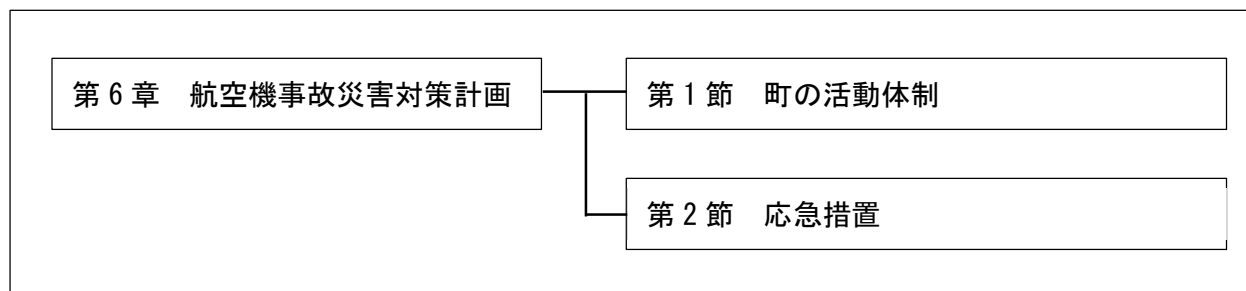 第6章　航空機事故災害対策計画
第1節　町の活動体制
第2節　応急措置